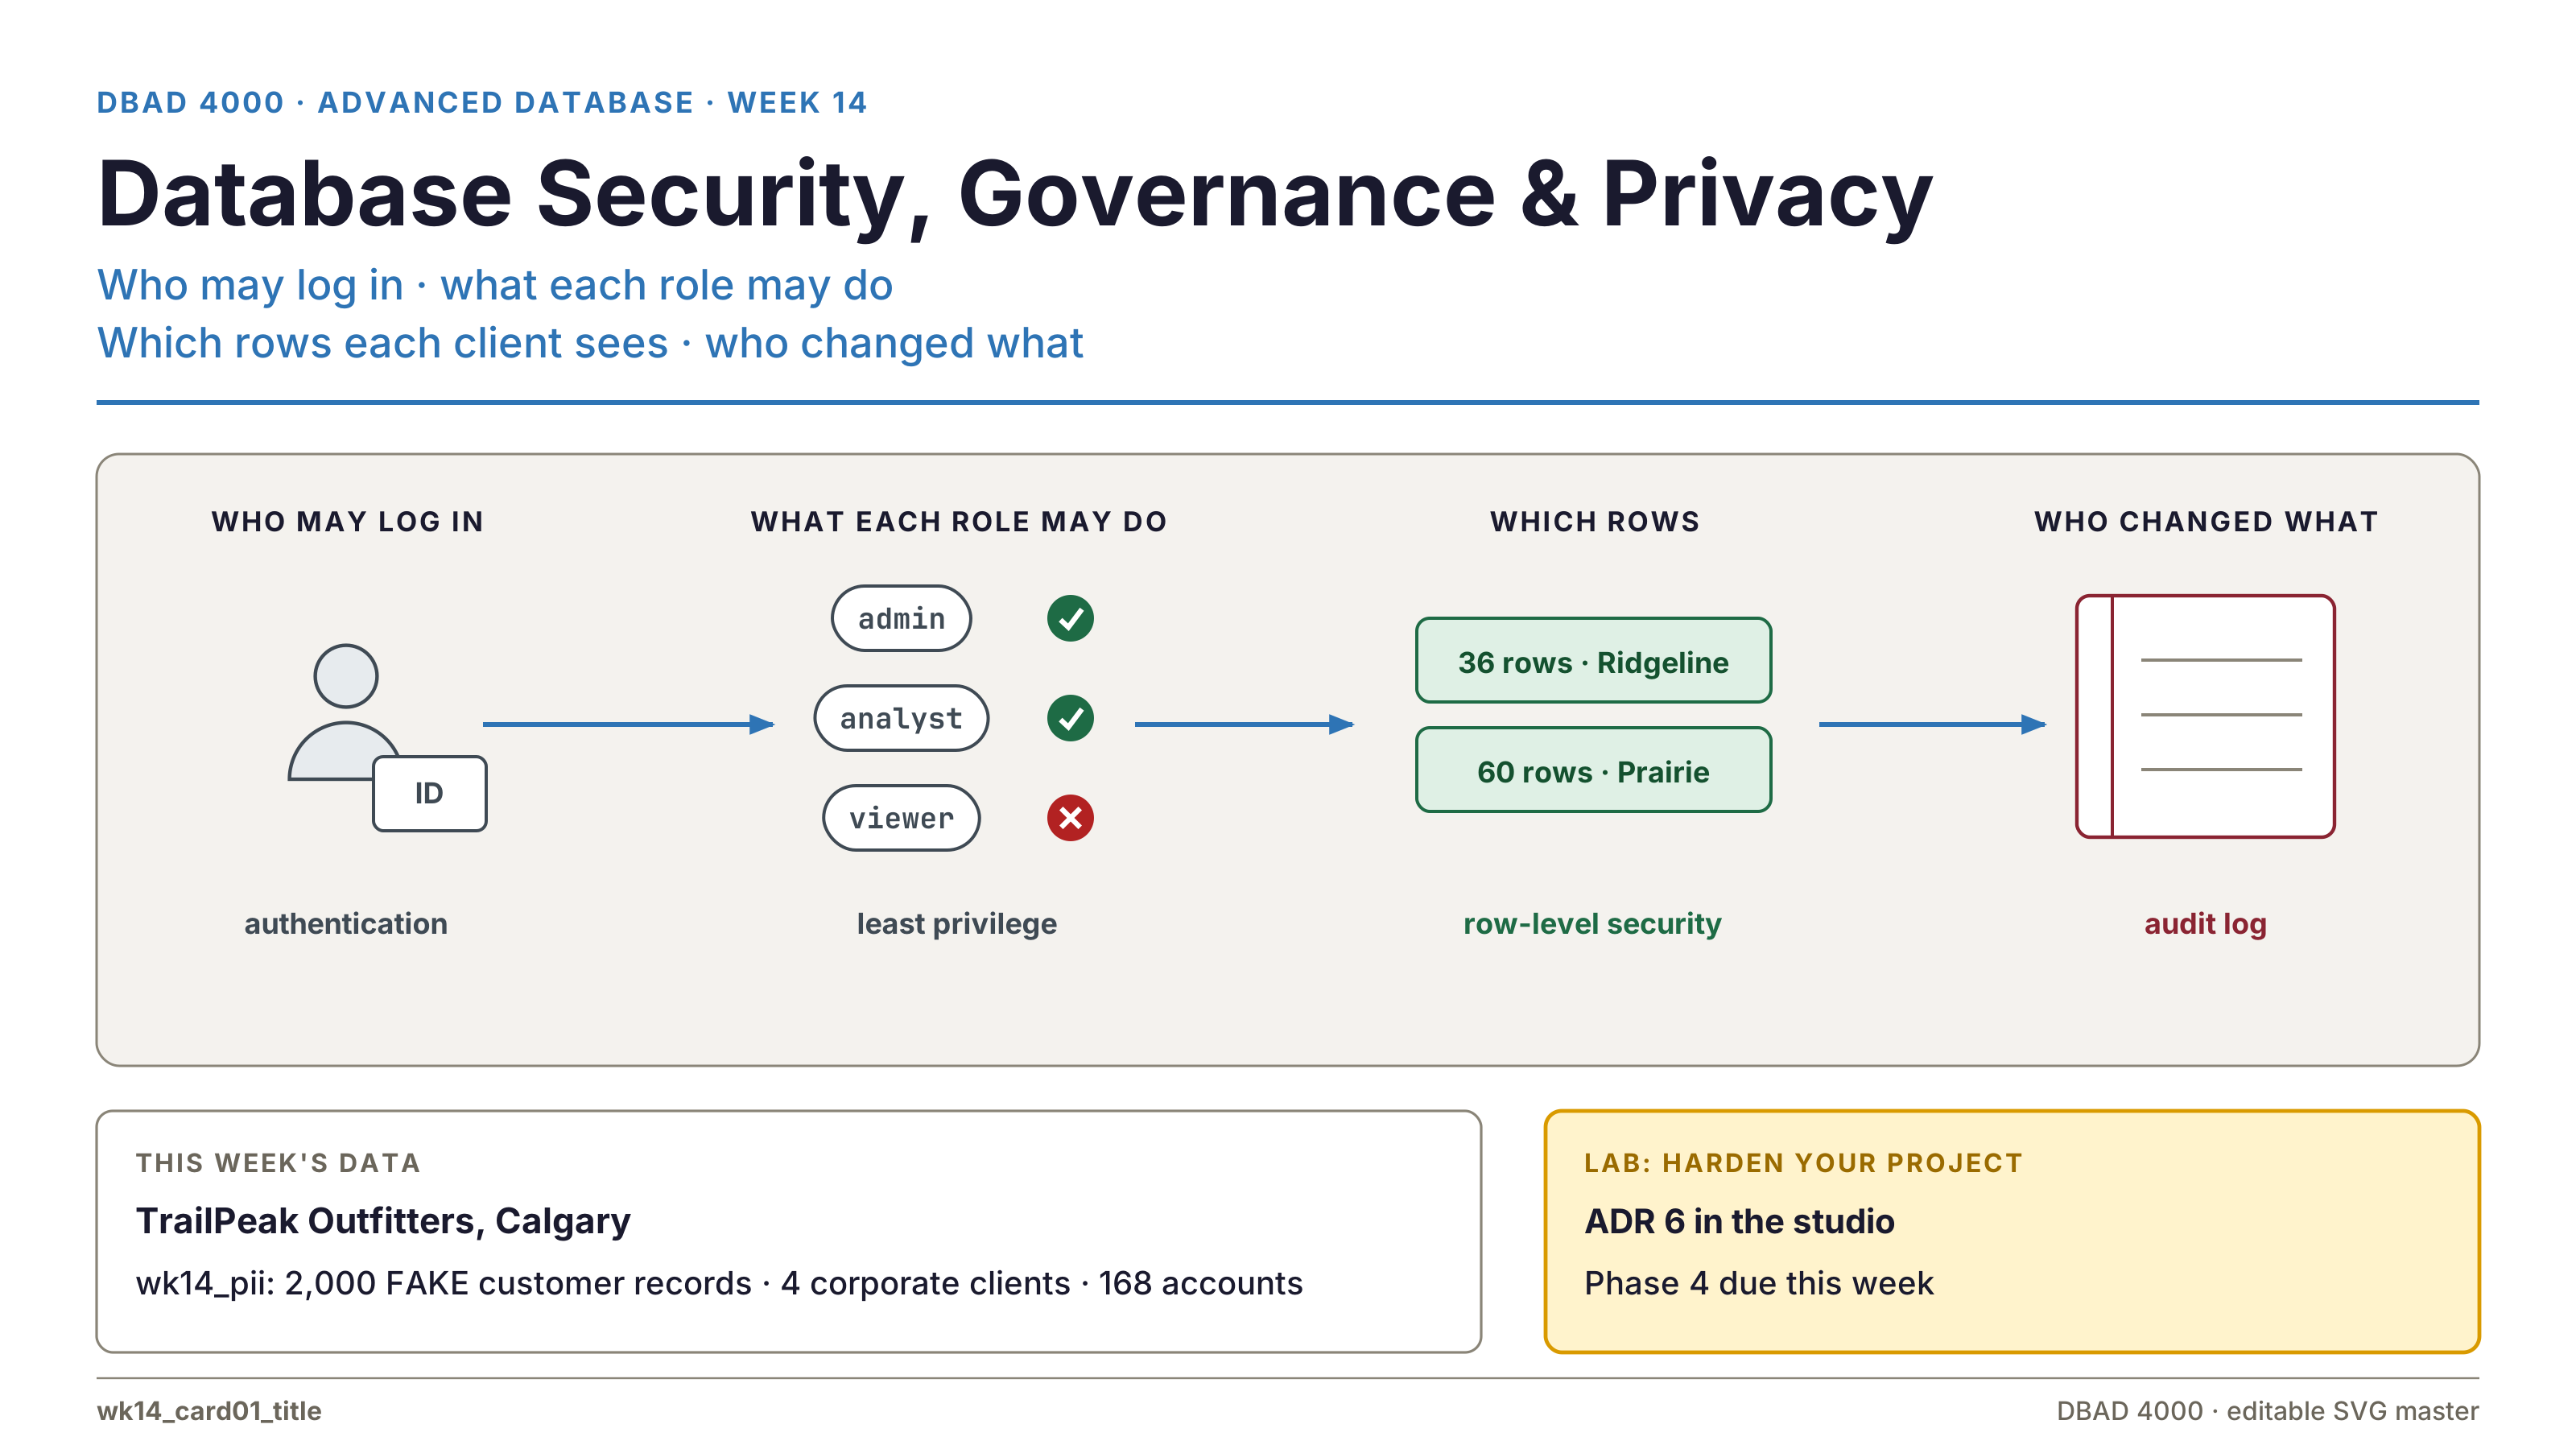 DBAD 4000 · ADVANCED DATABASE · WEEK 14
Database Security, Governance & Privacy
Who may log in · what each role may do
Which rows each client sees · who changed what
WHO MAY LOG IN
ID
authentication
WHAT EACH ROLE MAY DO
admin
analyst
viewer
least privilege
WHICH ROWS
36 rows · Ridgeline
60 rows · Prairie
row-level security
WHO CHANGED WHAT
audit log
THIS WEEK'S DATA
TrailPeak Outfitters, Calgary
wk14_pii: 2,000 FAKE customer records · 4 corporate clients · 168 accounts
LAB: HARDEN YOUR PROJECT
ADR 6 in the studio
Phase 4 due this week
wk14_card01_title
DBAD 4000 · editable SVG master